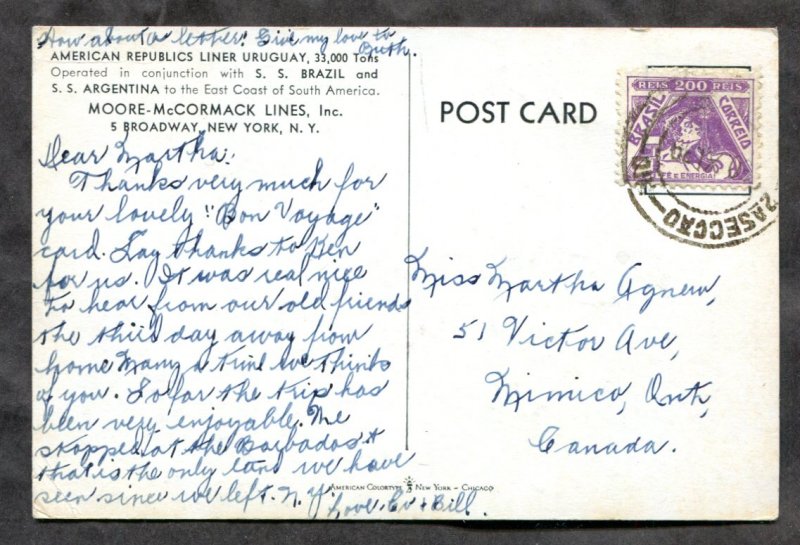 How about a letter! Give my love to
Ruth.
AMERICAN REPUBLICS LINER URUGUAY, 33,000 Tons
Operated in conjunction with S. S. BRAZIL and
S. S. ARGENTINA to the East Coast of South America.
MOORE-McCORMACK LINES, Inc.
5 BROADWAY, NEW YORK, N. Y.
Dear Martha:
Thanks very much for
your lovely "Bon Voyage"
card. Say thanks to Gen
for us. It was real nice
to hear from our old friends
the third day away from
home. Many a time we think
of you. So far the trip has
been very enjoyable. We
stopped at the Barbados &
that is the only land we have
seen since we left N.Y.
Love Ev + Bill.
POST CARD
REIS 200 REIS
BRASIL CORREIO
FÉ E ENERGIA
2ASECCÃO
Miss Martha Agnew,
51 Victor Ave,
Mimico, Ont,
Canada.
AMERICAN COLORTYPE NEW YORK - CHICAGO